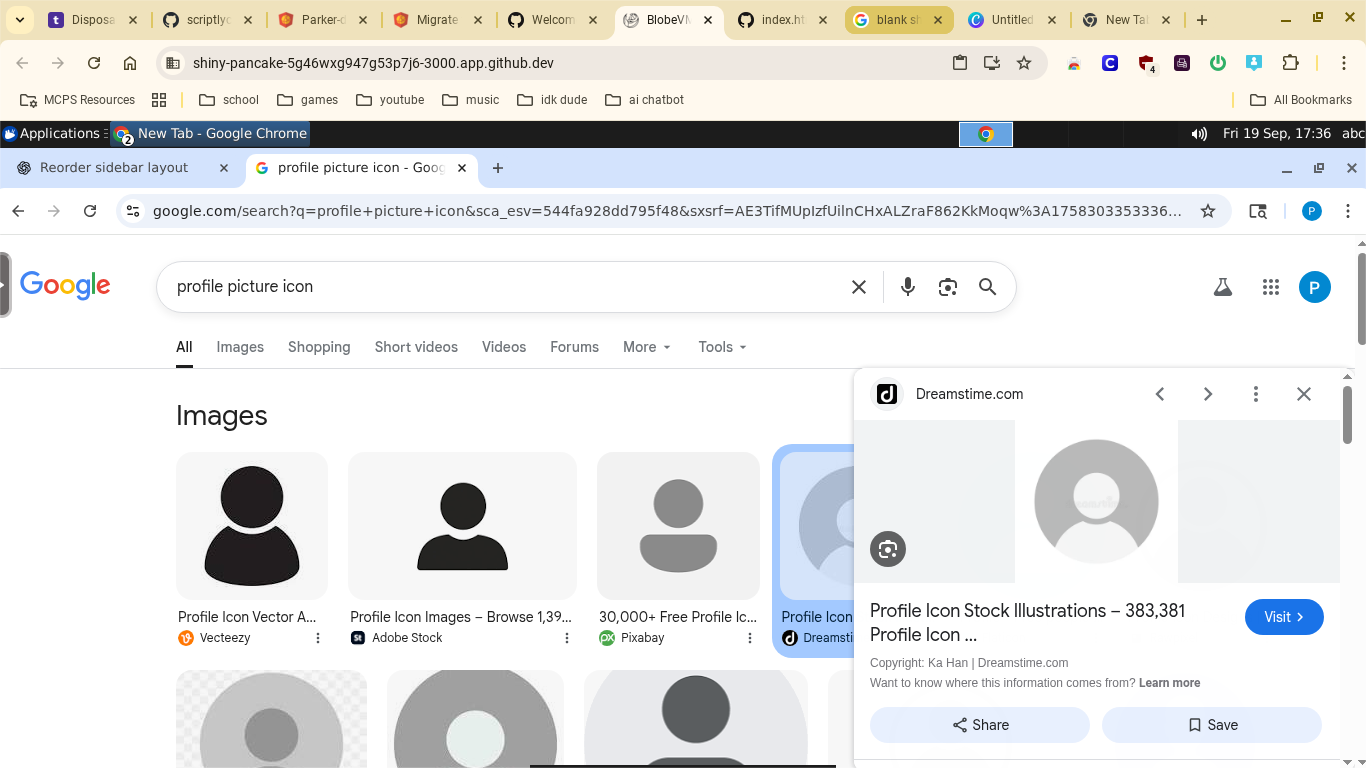 Disposa
scriptlyc
Parker-d
Migrate
Welcom
BlobeVM
index.ht
blank sh
Untitled
New Tab
shiny-pancake-5g46wxg947g53p7j6-3000.app.github.dev
4
MCPS Resources
school
games
youtube
music
idk dude
ai chatbot
All Bookmarks
Applications
2
New Tab - Google Chrome
Fri 19 Sep, 17:36
abc
Reorder sidebar layout
profile picture icon - Goog
google.com/search?q=profile+picture+icon&sca_esv=544fa928dd795f48&sxsrf=AE3TifMUpIzfUilnCHxALZraF862KkMoqw%3A1758303353336...
P
Google
profile picture icon
P
All
Images
Shopping
Short videos
Videos
Forums
More
Tools
Images
Dreamstime.com
Profile Icon Vector A...
Vecteezy
Profile Icon Images – Browse 1,39...
St
Adobe Stock
30,000+ Free Profile Ic...
px
Pixabay
Profile Icon
Dreamsti
Profile Icon Stock Illustrations – 383,381
Profile Icon ...
Visit
Copyright: Ka Han | Dreamstime.com
Want to know where this information comes from? Learn more
Share
Save